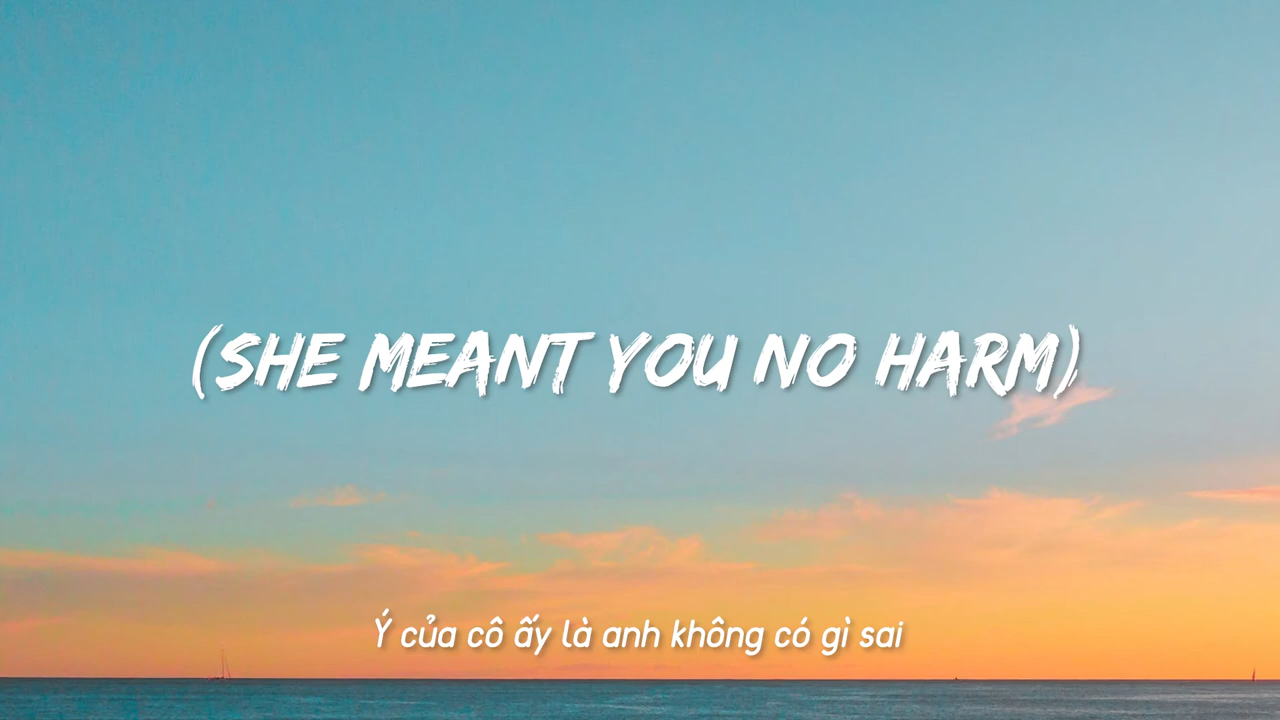 (SHE MEANT YOU NO HARM)
Ý của cô ấy là anh không có gì sai